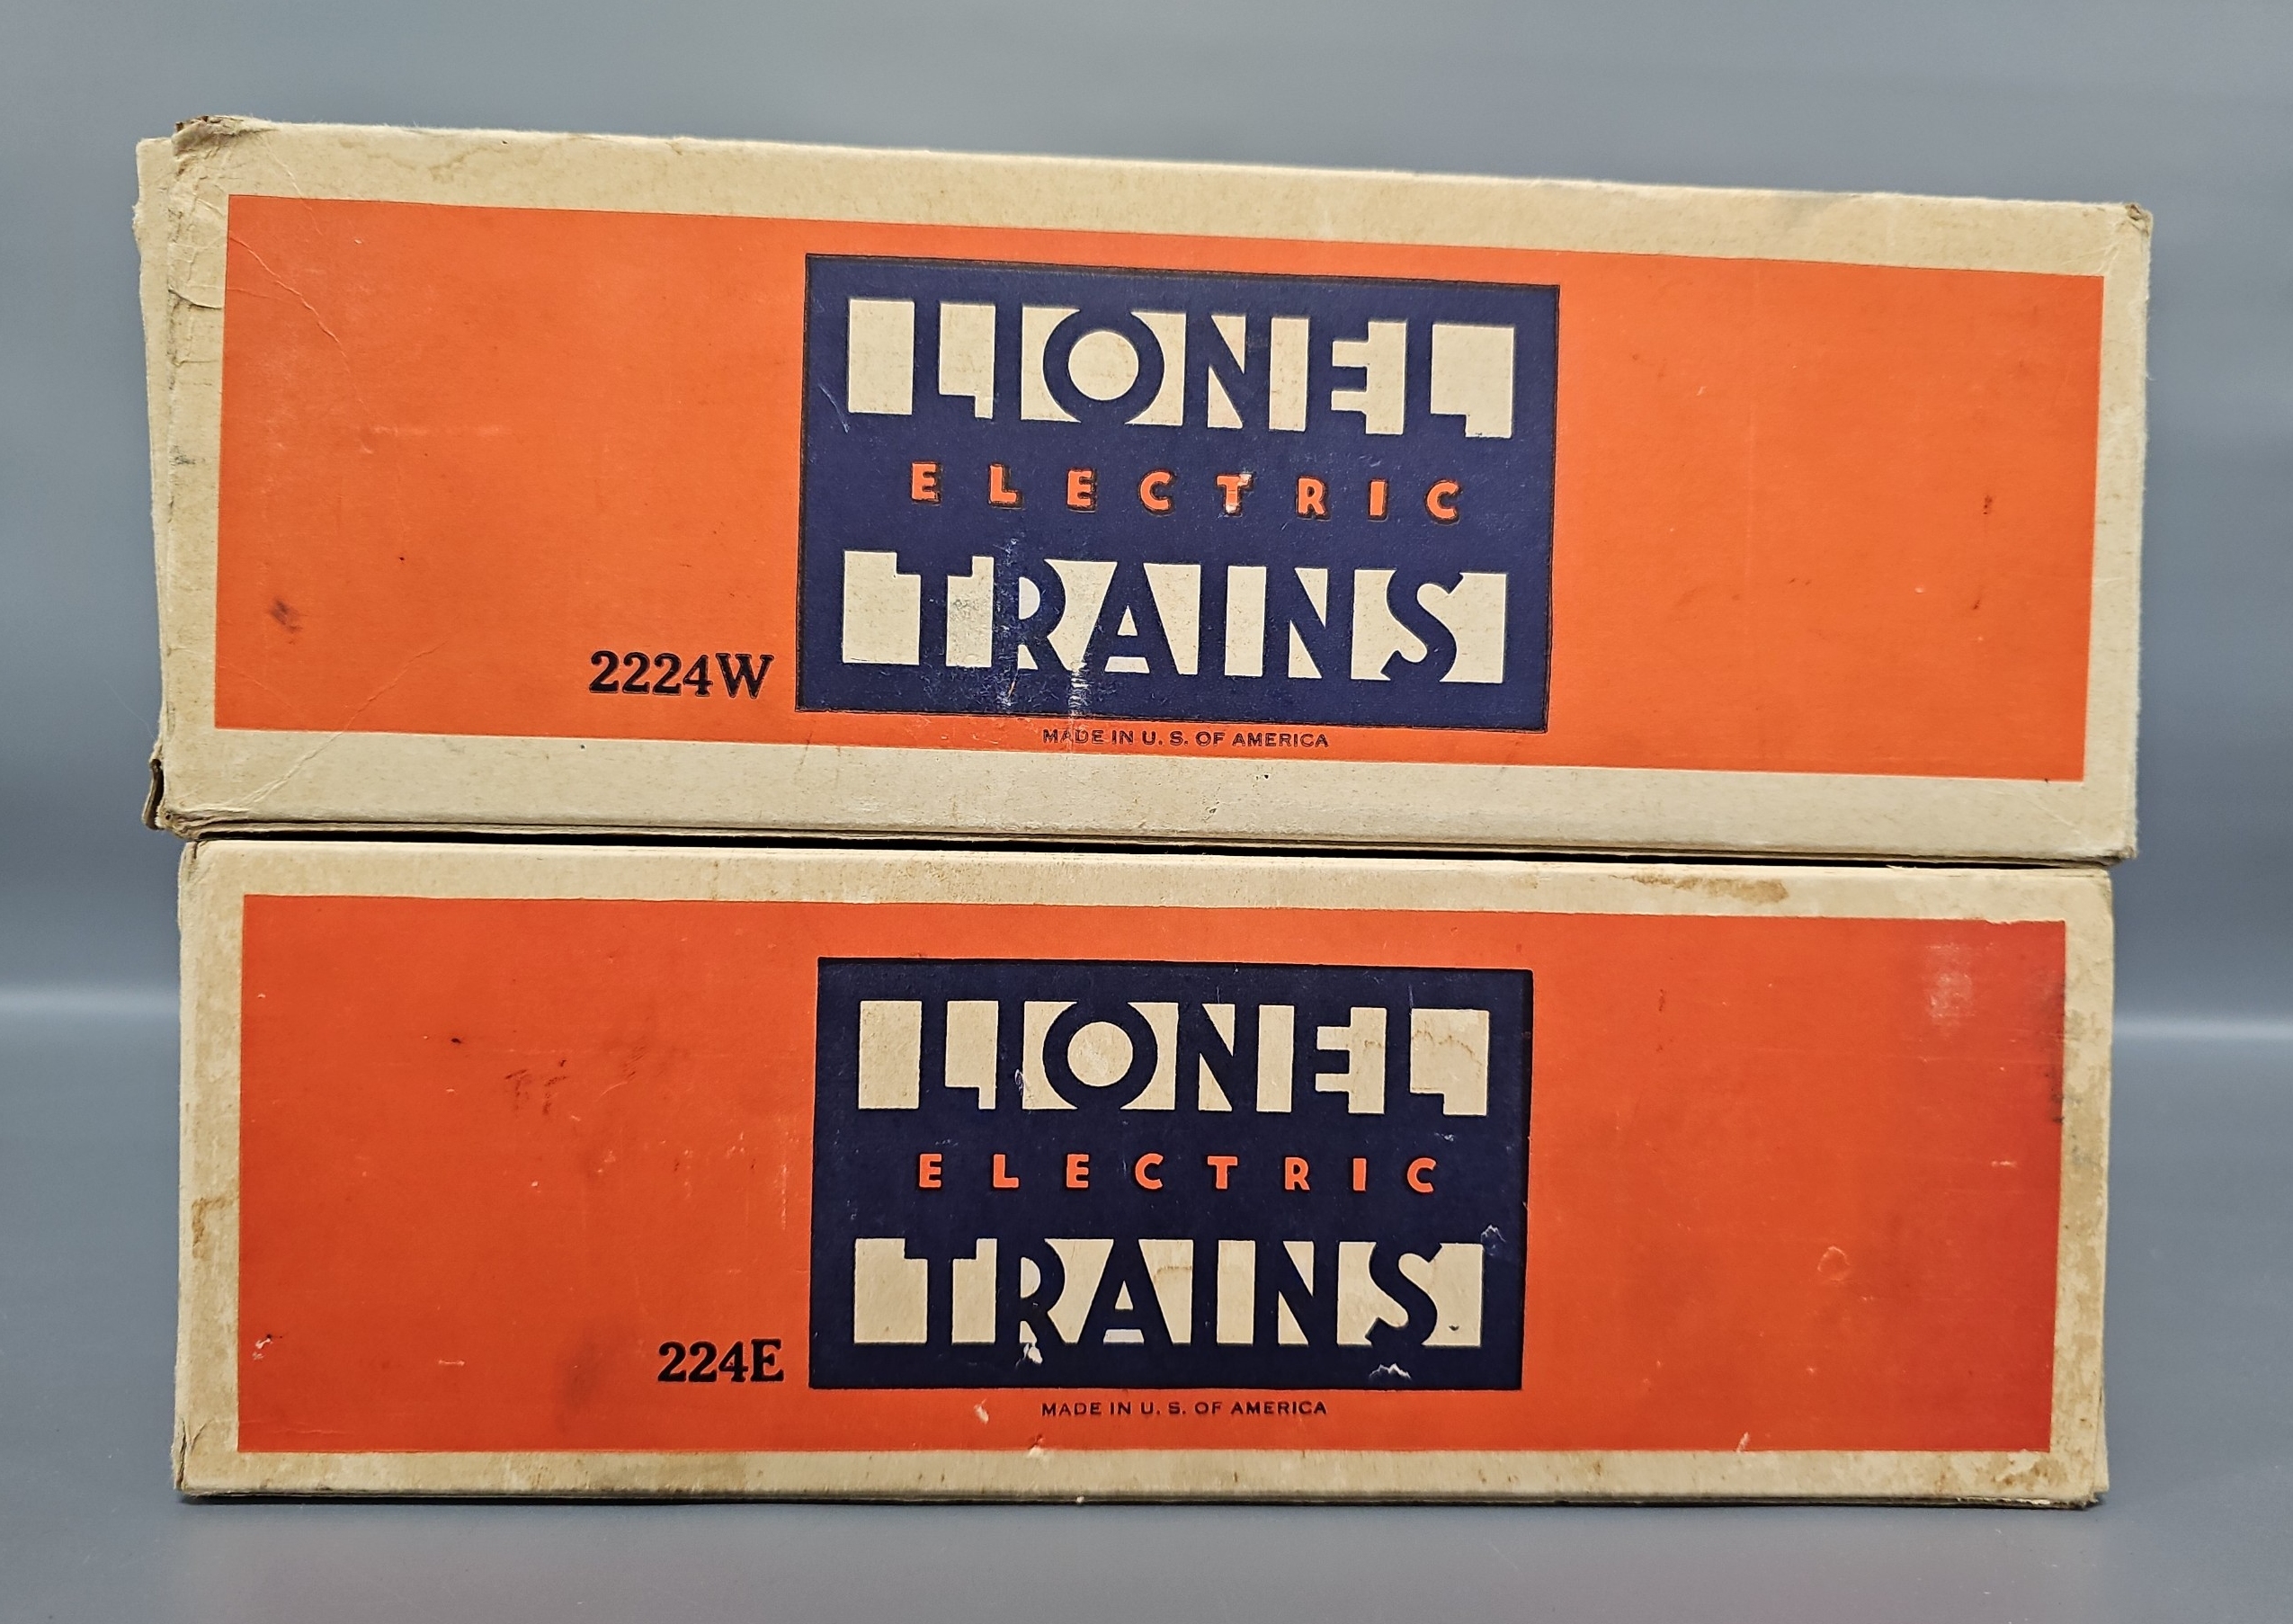 LIONEL
ELECTRIC
TRAINS
2224W
MADE IN U. S. OF AMERICA
LIONEL
ELECTRIC
TRAINS
224E
MADE IN U. S. OF AMERICA